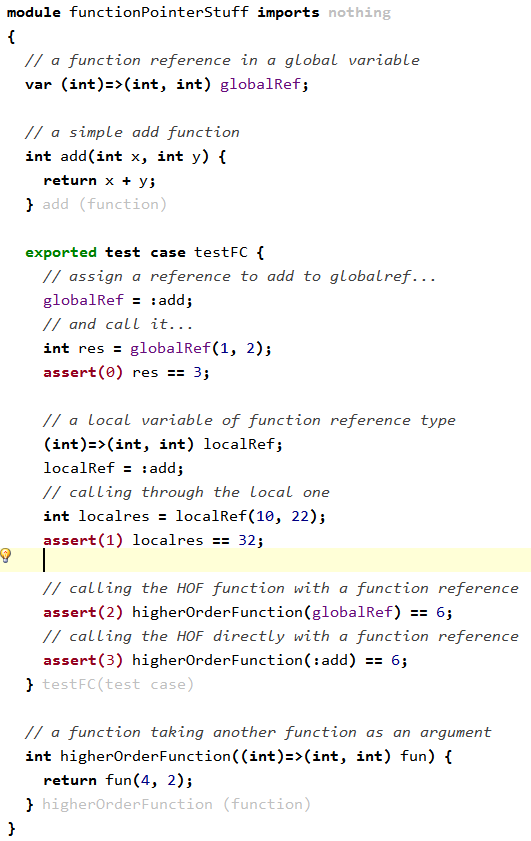 module functionPointerStuff imports nothing
{
// a function reference in a global variable
var (int)=>(int, int) globalRef;
// a simple add function
int add(int x, int y) {
return x + y;
} add (function)
exported test case testFC {
// assign a reference to add to globalref...
globalRef = :add;
// and call it...
int res = globalRef(1, 2);
assert(0) res == 3;
// a local variable of function reference type
(int)=>(int, int) localRef;
localRef = :add;
// calling through the local one
int localres = localRef(10, 22);
assert(1) localres == 32;
// calling the HOF function with a function reference
assert(2) higherOrderFunction(globalRef) == 6;
// calling the HOF directly with a function reference
assert(3) higherOrderFunction(:add) == 6;
} testFC(test case)
// a function taking another function as an argument
int higherOrderFunction((int)=>(int, int) fun) {
return fun(4, 2);
} higherOrderFunction (function)
}